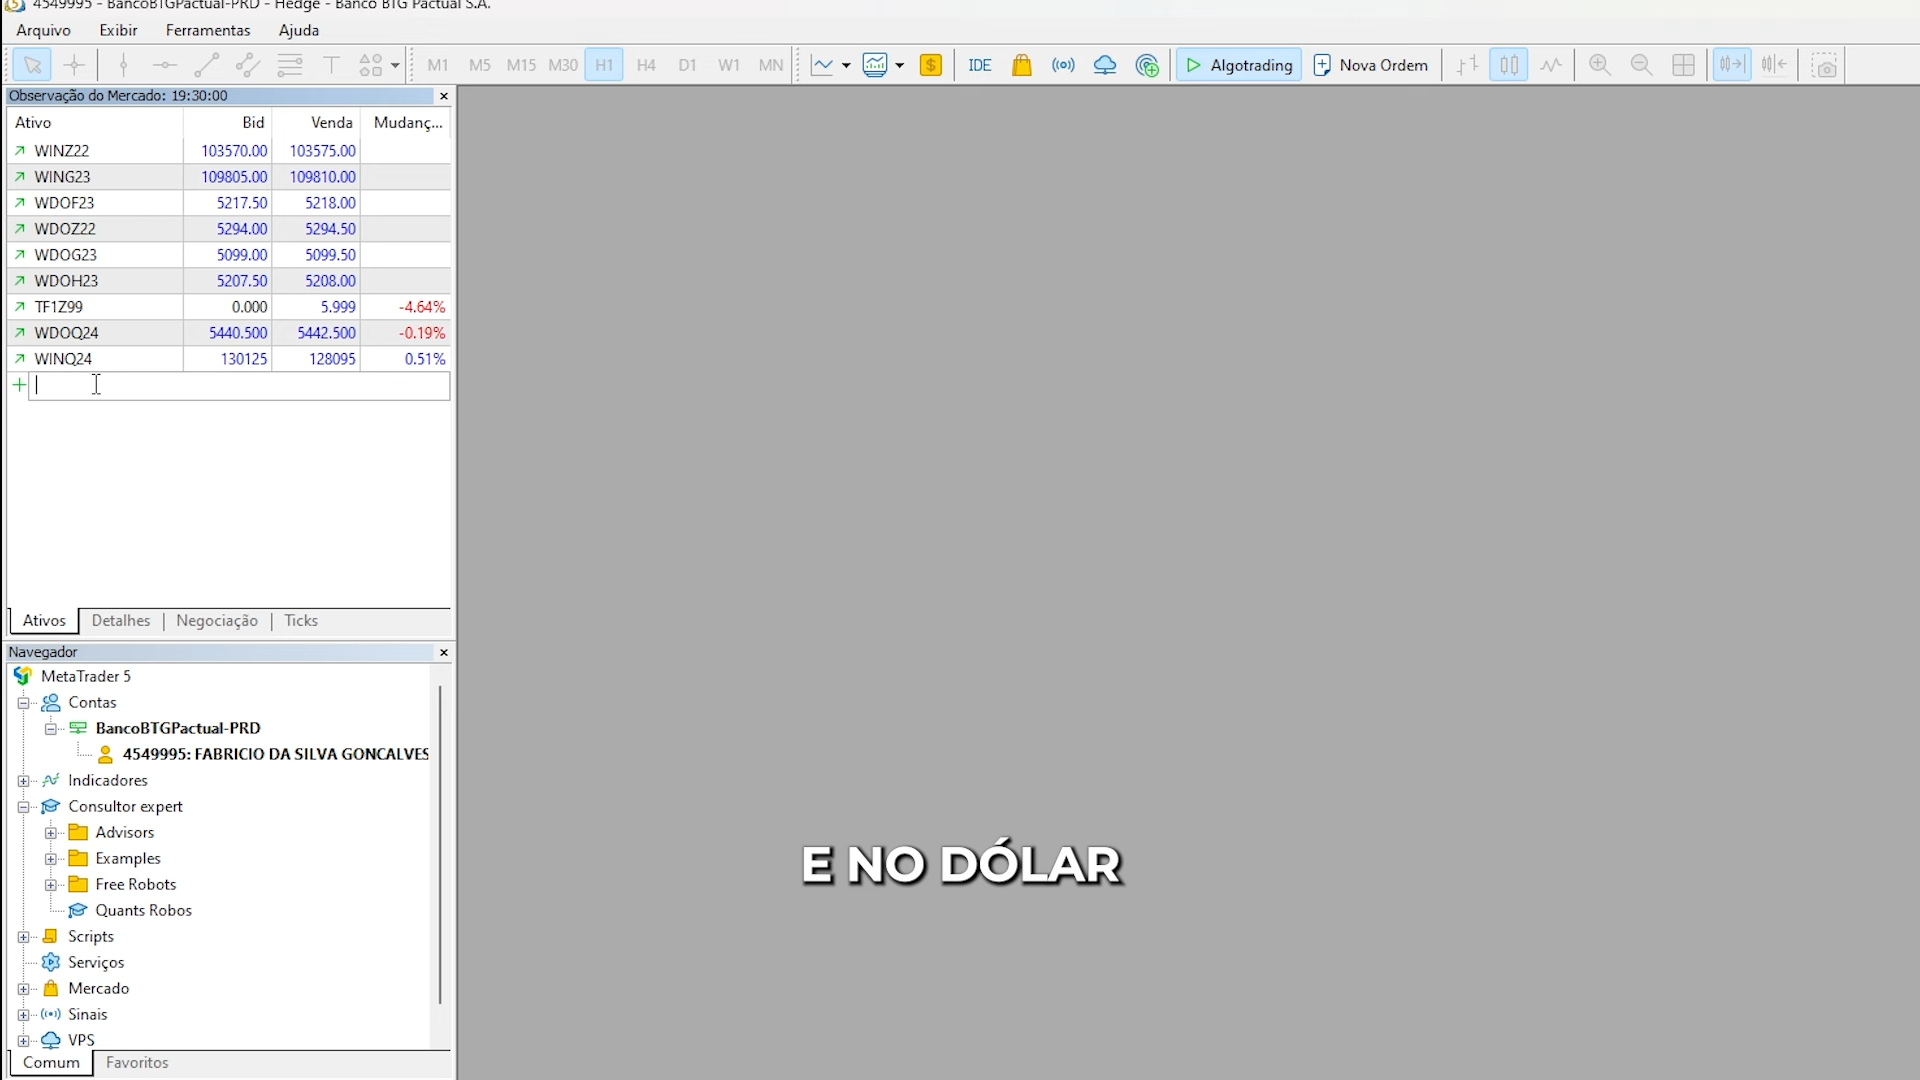 4549995 - BancoBTGPactual-PRD - Hedge - Banco BTG Pactual S.A.
Arquivo Exibir Ferramentas Ajuda
M1 M5 M15 M30 H1 H4 D1 W1 MN IDE Algotrading Nova Ordem
Observação do Mercado: 19:30:00
Ativo Bid Venda Mudanç...
WINZ22 103570.00 103575.00
WING23 109805.00 109810.00
WDOF23 5217.50 5218.00
WDOZ22 5294.00 5294.50
WDOG23 5099.00 5099.50
WDOH23 5207.50 5208.00
TF1Z99 0.000 5.999 -4.64%
WDOQ24 5440.500 5442.500 -0.19%
WINQ24 130125 128095 0.51%
Ativos Detalhes Negociação Ticks
Navegador
MetaTrader 5
Contas
BancoBTGPactual-PRD
4549995: FABRICIO DA SILVA GONCALVES
Indicadores
Consultor expert
Advisors
Examples
Free Robots
Quants Robos
Scripts
Serviços
Mercado
Sinais
VPS
Comum Favoritos
E NO DÓLAR